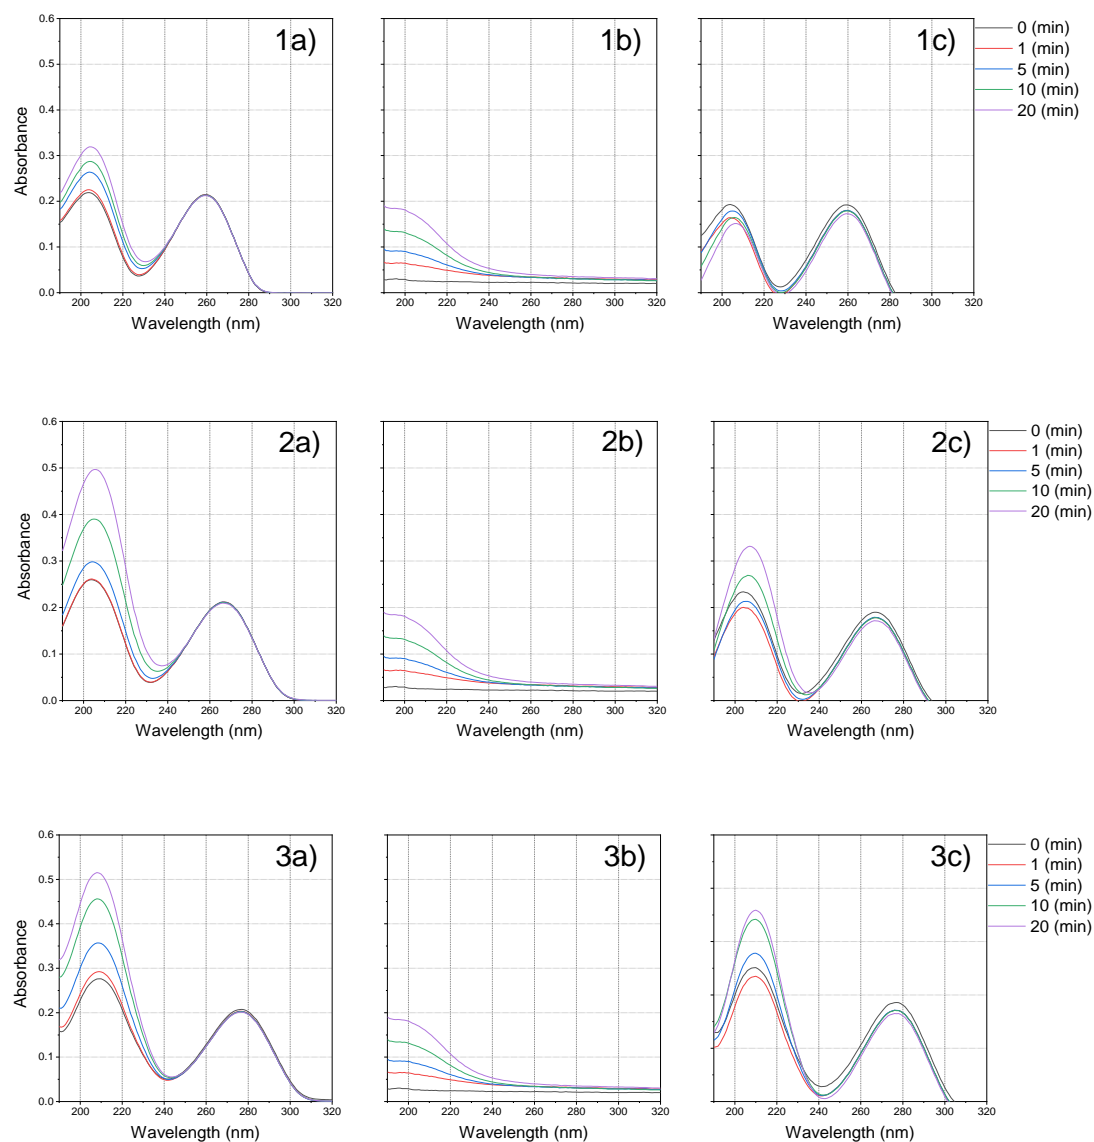 1a)
1b)
1c)
0 (min)
1 (min)
5 (min)
10 (min)
20 (min)
0.6
0.5
0.4
0.3
0.2
0.1
0.0
Absorbance
200 220 240 260 280 300 320
200 220 240 260 280 300 320
200 220 240 260 280 300 320
Wavelength (nm)
Wavelength (nm)
Wavelength (nm)
2a)
2b)
2c)
0 (min)
1 (min)
5 (min)
10 (min)
20 (min)
0.6
0.5
0.4
0.3
0.2
0.1
0.0
Absorbance
200 220 240 260 280 300 320
200 220 240 260 280 300 320
200 220 240 260 280 300 320
Wavelength (nm)
Wavelength (nm)
Wavelength (nm)
3a)
3b)
3c)
0 (min)
1 (min)
5 (min)
10 (min)
20 (min)
0.6
0.5
0.4
0.3
0.2
0.1
0.0
Absorbance
200 220 240 260 280 300 320
200 220 240 260 280 300 320
200 220 240 260 280 300 320
Wavelength (nm)
Wavelength (nm)
Wavelength (nm)